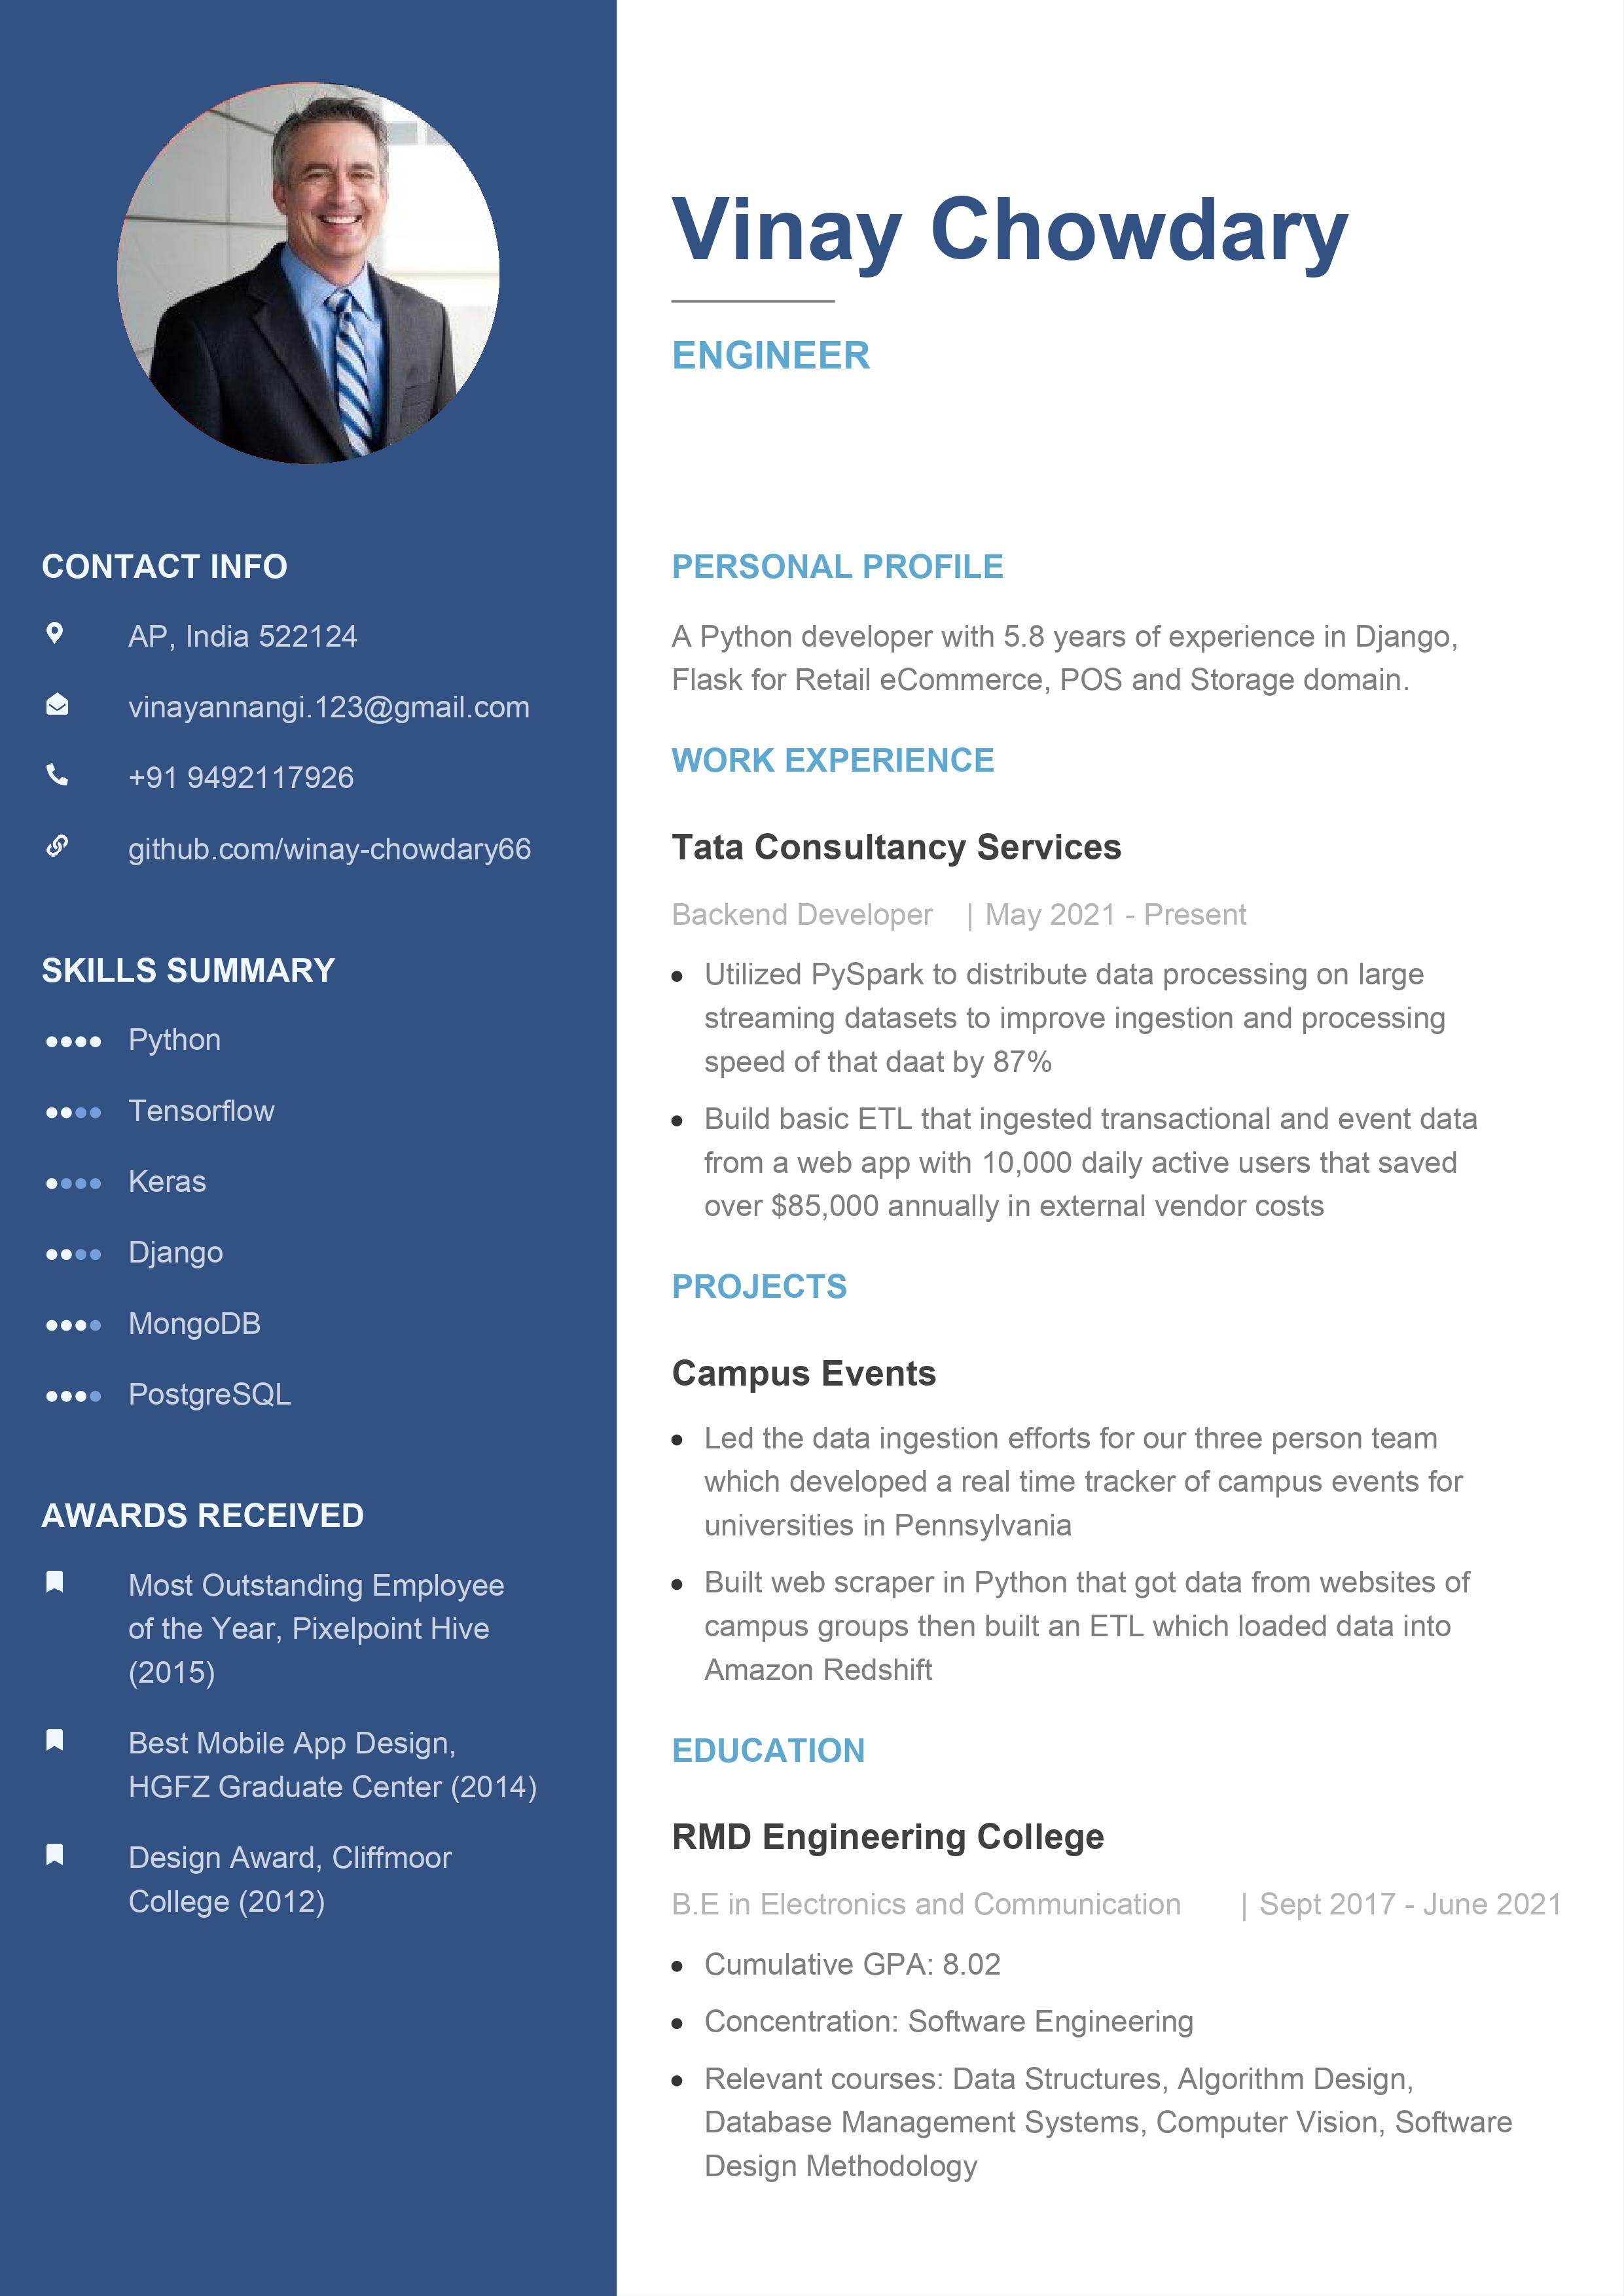 Vinay Chowdary
ENGINEER
CONTACT INFO
AP, India 522124
vinayannangi.123@gmail.com
+91 9492117926
github.com/winay-chowdary66
SKILLS SUMMARY
Python
Tensorflow
Keras
Django
MongoDB
PostgreSQL
AWARDS RECEIVED
Most Outstanding Employee
of the Year, Pixelpoint Hive
(2015)
Best Mobile App Design,
HGFZ Graduate Center (2014)
Design Award, Cliffmoor
College (2012)
PERSONAL PROFILE
A Python developer with 5.8 years of experience in Django,
Flask for Retail eCommerce, POS and Storage domain.
WORK EXPERIENCE
Tata Consultancy Services
Backend Developer | May 2021 - Present
• Utilized PySpark to distribute data processing on large
streaming datasets to improve ingestion and processing
speed of that daat by 87%
• Build basic ETL that ingested transactional and event data
from a web app with 10,000 daily active users that saved
over $85,000 annually in external vendor costs
PROJECTS
Campus Events
• Led the data ingestion efforts for our three person team
which developed a real time tracker of campus events for
universities in Pennsylvania
• Built web scraper in Python that got data from websites of
campus groups then built an ETL which loaded data into
Amazon Redshift
EDUCATION
RMD Engineering College
B.E in Electronics and Communication | Sept 2017 - June 2021
• Cumulative GPA: 8.02
• Concentration: Software Engineering
• Relevant courses: Data Structures, Algorithm Design,
Database Management Systems, Computer Vision, Software
Design Methodology